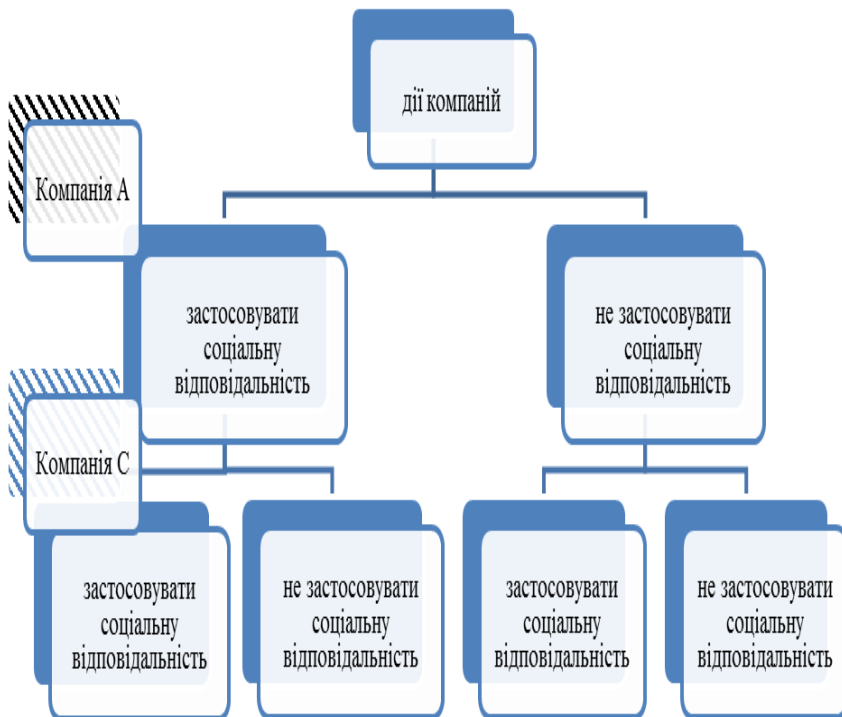 дії компаній
Компанія А
застосовувати
соціальну
відповідальність
не застосовувати
соціальну
відповідальність
Компанія С
застосовувати
соціальну
відповідальність
не застосовувати
соціальну
відповідальність
застосовувати
соціальну
відповідальність
не застосовувати
соціальну
відповідальність